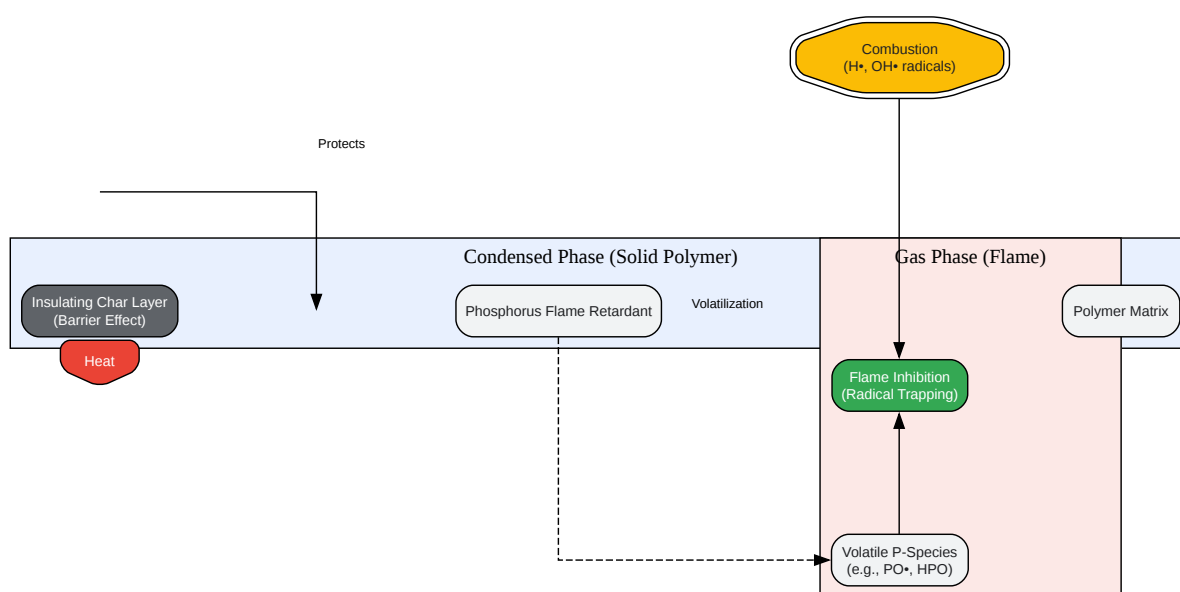 Combustion
(H•, OH• radicals)
Protects
Condensed Phase (Solid Polymer)
Gas Phase (Flame)
Insulating Char Layer
(Barrier Effect)
Phosphorus Flame Retardant
Volatilization
Polymer Matrix
Heat
Flame Inhibition
(Radical Trapping)
Volatile P-Species
(e.g., PO•, HPO)